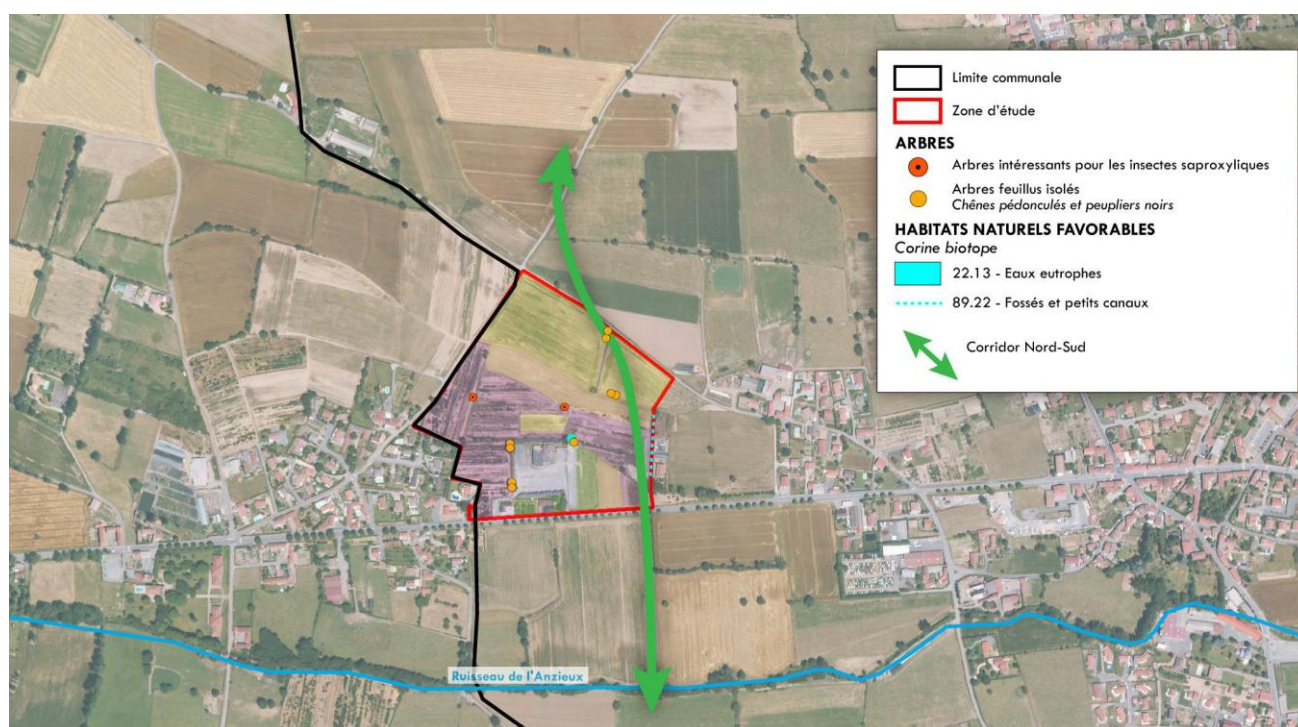 Limite communale
Zone d'étude
ARBRES
Arbres intéressants pour les insectes saproxyliques
Arbres feuillus isolés
Chênes pédonculés et peupliers noirs
HABITATS NATURELS FAVORABLES
Corine biotope
22.13 - Eaux eutrophes
89.22 - Fossés et petits canaux
Corridor Nord-Sud
Ruisseau de l'Anzieux